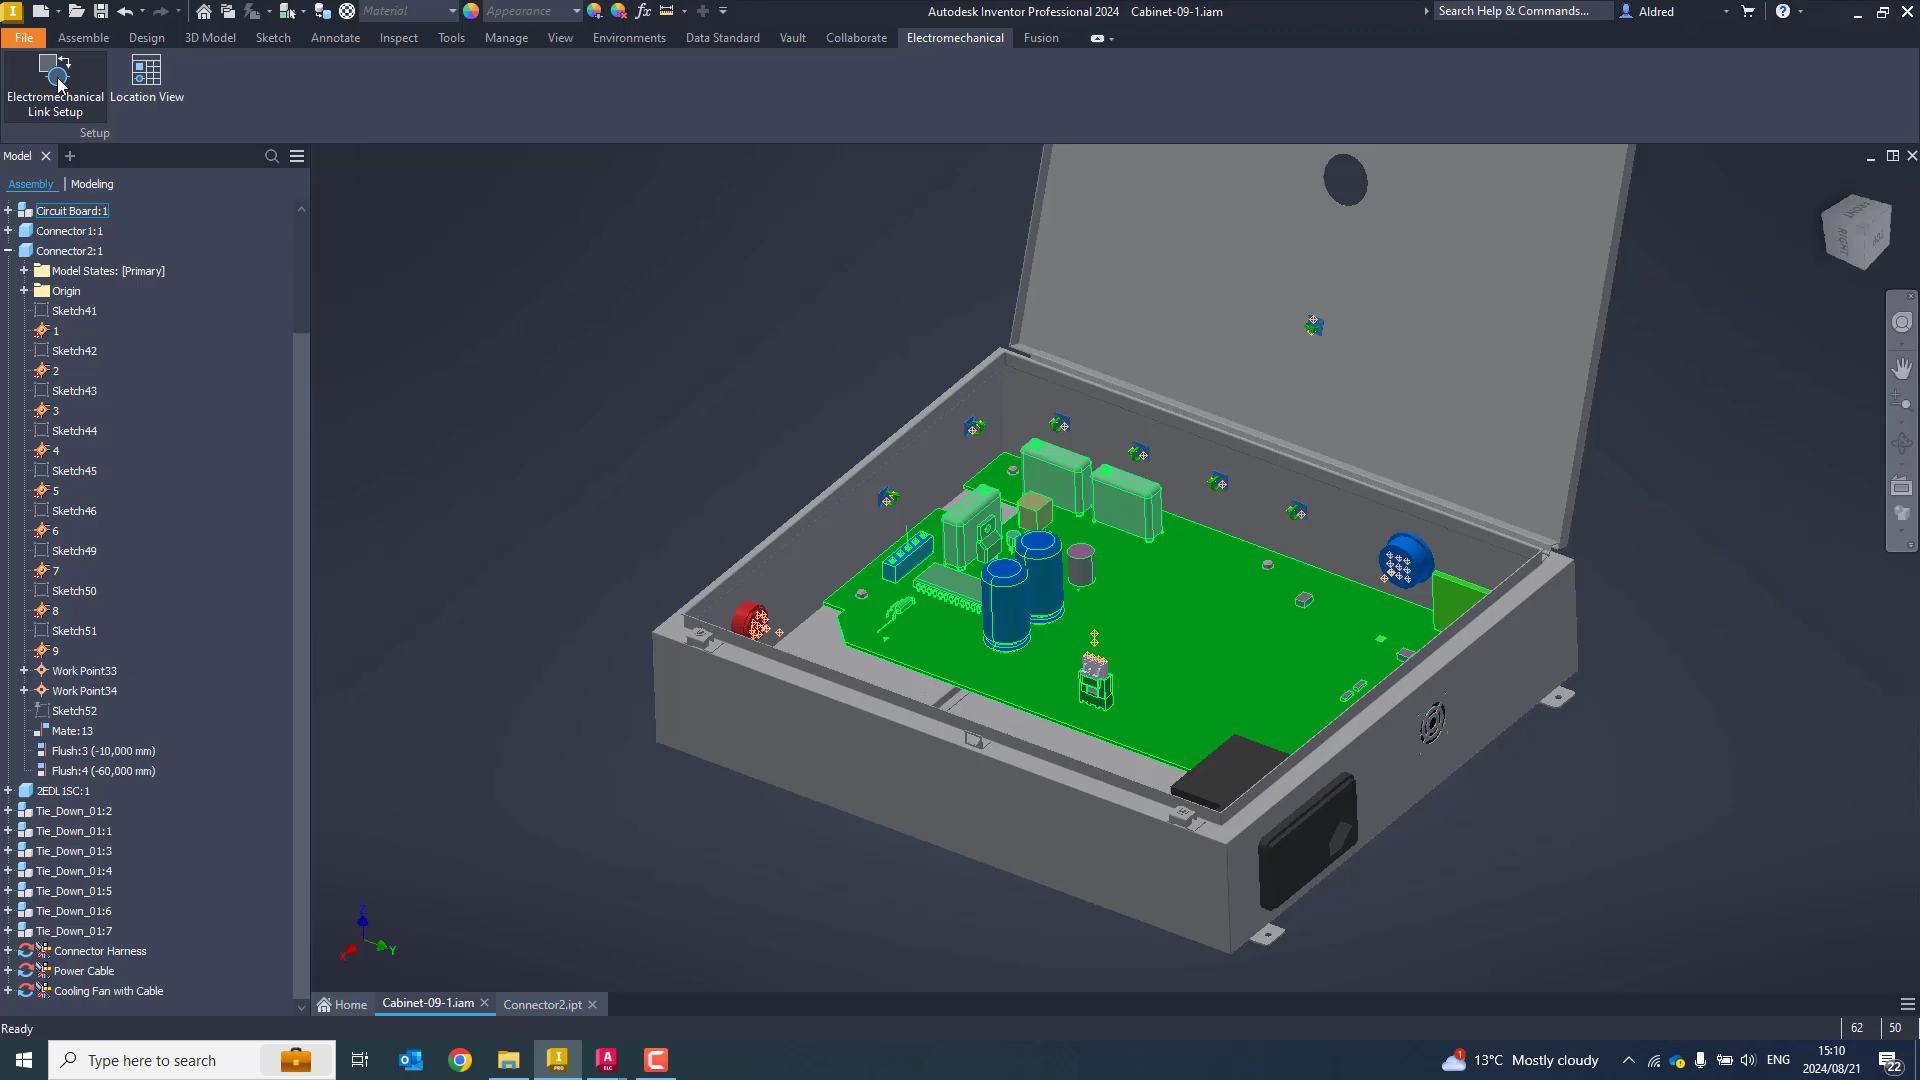 Material
Appearance
Autodesk Inventor Professional 2024 Cabinet-09-1.iam
Search Help & Commands...
Aldred
File
Assemble
Design
3D Model
Sketch
Annotate
Inspect
Tools
Manage
View
Environments
Data Standard
Vault
Collaborate
Electromechanical
Fusion
Electromechanical
Link Setup
Location View
Setup
Model
Assembly
Modeling
Circuit Board:1
Connector1:1
Connector2:1
Model States: [Primary]
Origin
Sketch41
1
Sketch42
2
Sketch43
3
Sketch44
4
Sketch45
5
Sketch46
6
Sketch49
7
Sketch50
8
Sketch51
9
Work Point33
Work Point34
Sketch52
Mate:13
Flush:3 (-10,000 mm)
Flush:4 (-60,000 mm)
2EDL1SC:1
Tie_Down_01:2
Tie_Down_01:1
Tie_Down_01:3
Tie_Down_01:4
Tie_Down_01:5
Tie_Down_01:6
Tie_Down_01:7
Connector Harness
Power Cable
Cooling Fan with Cable
FRONT
RIGHT
TOP
Z
Y
X
Home
Cabinet-09-1.iam
Connector2.ipt
Ready
62
50
Type here to search
13°C Mostly cloudy
ENG
15:10
2024/08/21
22